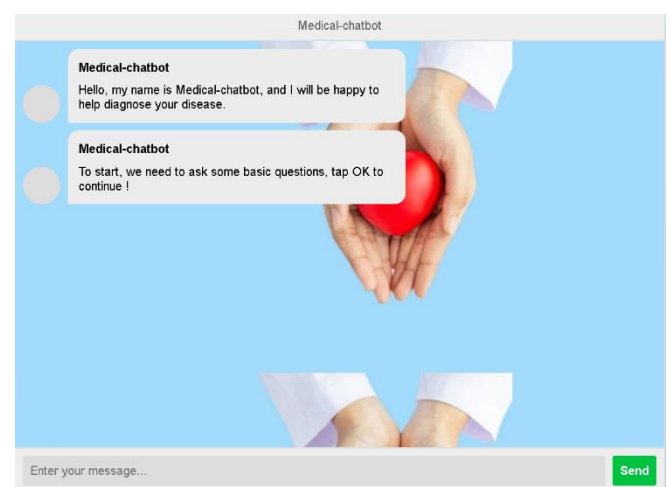 Medical-chatbot
Medical-chatbot
Hello, my name is Medical-chatbot, and I will be happy to
help diagnose your disease.
Medical-chatbot
To start, we need to ask some basic questions, tap OK to
continue !
Enter your message...
Send